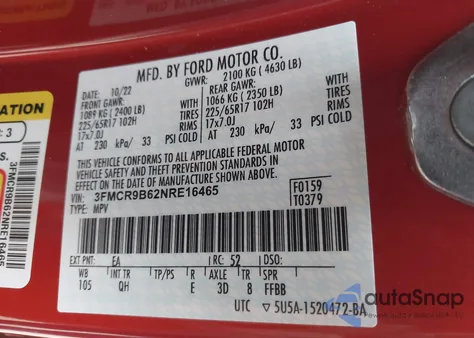 MFD. BY FORD MOTOR CO.
DATE: 10/22 GVWR: 2100 KG ( 4630 LB)
FRONT GAWR: REAR GAWR:
1089 KG ( 2400 LB) 1066 KG ( 2350 LB)
225/65R17 102H TIRES 225/65R17 102H TIRES
17x7.0J RIMS 17x7.0J RIMS
AT 230 kPa/ 33 PSI COLD AT 230 kPa/ 33 PSI COLD
THIS VEHICLE CONFORMS TO ALL APPLICABLE FEDERAL MOTOR
VEHICLE SAFETY AND THEFT PREVENTION STANDARDS IN
EFFECT ON THE DATE OF MANUFACTURE SHOWN ABOVE.
VIN: 3FMCR9B62NRE16465 F0159
TYPE: MPV T0379
EXT PNT: EA RC: 52 DSO:
WB INT TR TP/PS R AXLE TR SPR
105 QH E 3D 8 FFBB
UTC 5U5A-1520472-BA
ATION
: 3
S.
3FMCR9B62NRE16465
autoSnap